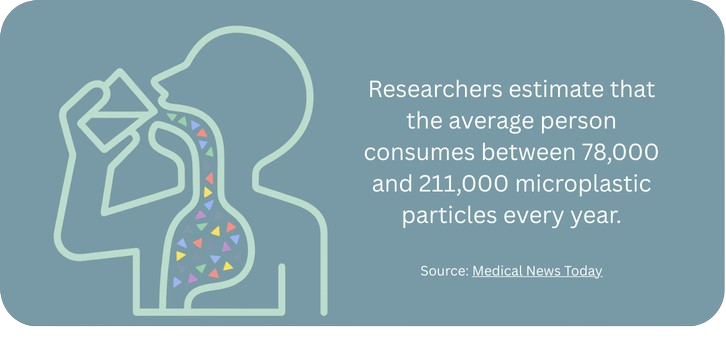 Researchers estimate that
the average person
consumes between 78,000
and 211,000 microplastic
particles every year.
Source: Medical News Today